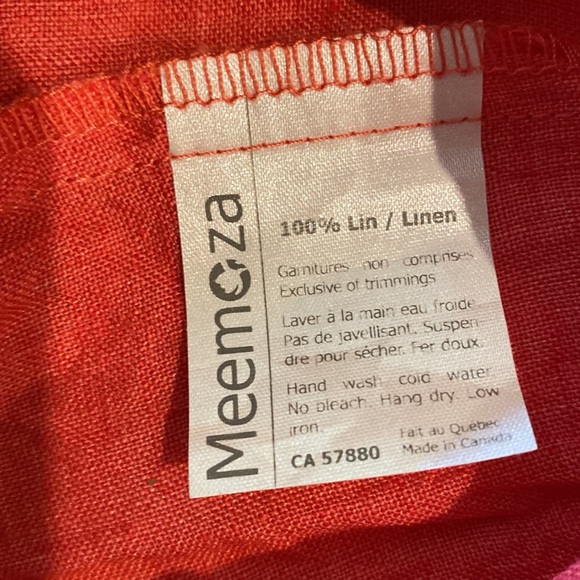 Meemoza
100% Lin / Linen
Garnitures non comprises
Exclusive of trimmings
Laver à la main eau froide.
Pas de javellisant. Suspen-
dre pour sécher. Fer doux.
Hand wash cold water.
No bleach. Hang dry. Low
iron.
Fait au Québec
CA 57880 Made in Canada